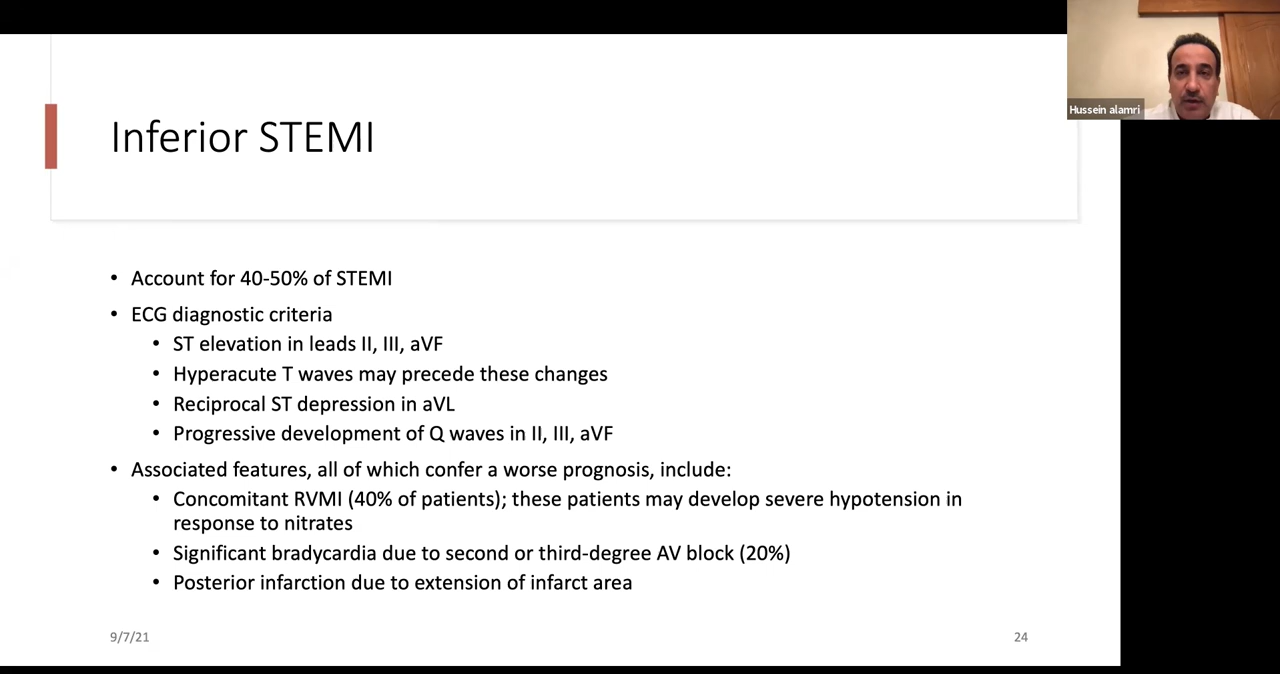 Hussein alamri
Inferior STEMI
• Account for 40-50% of STEMI
• ECG diagnostic criteria
• ST elevation in leads II, III, aVF
• Hyperacute T waves may precede these changes
• Reciprocal ST depression in aVL
• Progressive development of Q waves in II, III, aVF
• Associated features, all of which confer a worse prognosis, include:
• Concomitant RVMI (40% of patients); these patients may develop severe hypotension in
response to nitrates
• Significant bradycardia due to second or third-degree AV block (20%)
• Posterior infarction due to extension of infarct area
9/7/21
24